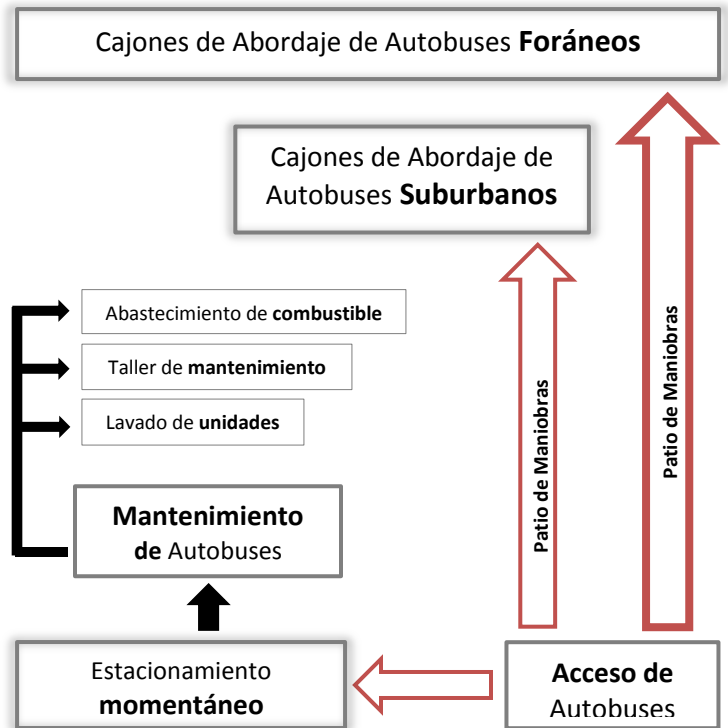 Cajones de Abordaje de Autobuses Foráneos
Cajones de Abordaje de
Autobuses Suburbanos
Abastecimiento de combustible
Taller de mantenimiento
Lavado de unidades
Patio de Maniobras
Patio de Maniobras
Mantenimiento
de Autobuses
Estacionamiento
momentáneo
Acceso de
Autobuses